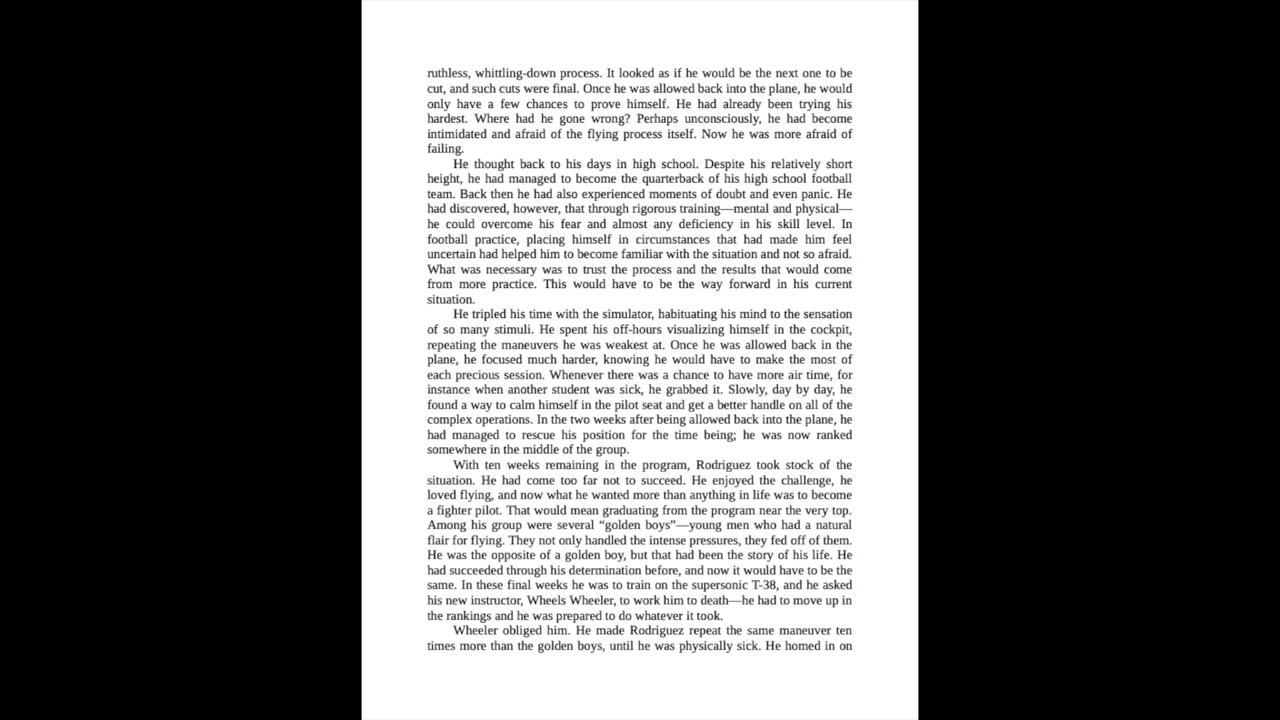 ruthless, whittling-down process. It looked as if he would be the next one to be
cut, and such cuts were final. Once he was allowed back into the plane, he would
only have a few chances to prove himself. He had already been trying his
hardest. Where had he gone wrong? Perhaps unconsciously, he had become
intimidated and afraid of the flying process itself. Now he was more afraid of
failing.
He thought back to his days in high school. Despite his relatively short
height, he had managed to become the quarterback of his high school football
team. Back then he had also experienced moments of doubt and even panic. He
had discovered, however, that through rigorous training—mental and physical—
he could overcome his fear and almost any deficiency in his skill level. In
football practice, placing himself in circumstances that had made him feel
uncertain had helped him to become familiar with the situation and not so afraid.
What was necessary was to trust the process and the results that would come
from more practice. This would have to be the way forward in his current
situation.
He tripled his time with the simulator, habituating his mind to the sensation
of so many stimuli. He spent his off-hours visualizing himself in the cockpit,
repeating the maneuvers he was weakest at. Once he was allowed back in the
plane, he focused much harder, knowing he would have to make the most of
each precious session. Whenever there was a chance to have more air time, for
instance when another student was sick, he grabbed it. Slowly, day by day, he
found a way to calm himself in the pilot seat and get a better handle on all of the
complex operations. In the two weeks after being allowed back into the plane, he
had managed to rescue his position for the time being; he was now ranked
somewhere in the middle of the group.
With ten weeks remaining in the program, Rodriguez took stock of the
situation. He had come too far not to succeed. He enjoyed the challenge, he
loved flying, and now what he wanted more than anything in life was to become
a fighter pilot. That would mean graduating from the program near the very top.
Among his group were several “golden boys”—young men who had a natural
flair for flying. They not only handled the intense pressures, they fed off of them.
He was the opposite of a golden boy, but that had been the story of his life. He
had succeeded through his determination before, and now it would have to be the
same. In these final weeks he was to train on the supersonic T-38, and he asked
his new instructor, Wheels Wheeler, to work him to death—he had to move up in
the rankings and he was prepared to do whatever it took.
Wheeler obliged him. He made Rodriguez repeat the same maneuver ten
times more than the golden boys, until he was physically sick. He homed in on